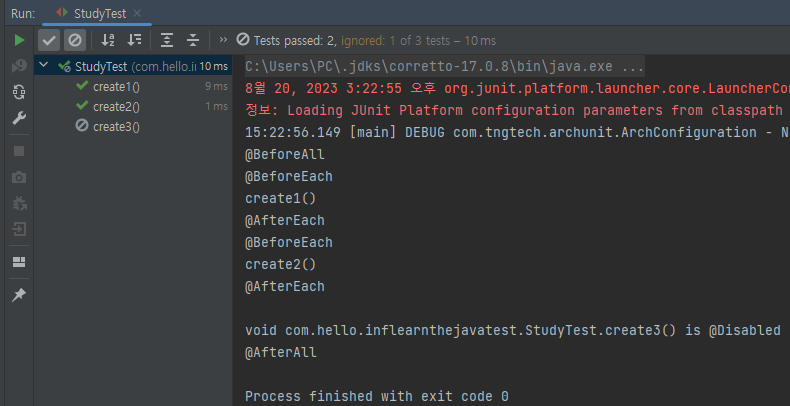 Run: StudyTest
Tests passed: 2, ignored: 1 of 3 tests – 10 ms
StudyTest (com.hello.i 10 ms
create1() 9 ms
create2() 1 ms
create3()
C:\Users\PC\.jdks\corretto-17.0.8\bin\java.exe ...
8월 20, 2023 3:22:55 오후 org.junit.platform.launcher.core.LauncherCon
정보: Loading JUnit Platform configuration parameters from classpath
15:22:56.149 [main] DEBUG com.tngtech.archunit.ArchConfiguration - N
@BeforeAll
@BeforeEach
create1()
@AfterEach
@BeforeEach
create2()
@AfterEach
void com.hello.inflearnthejavatest.StudyTest.create3() is @Disabled
@AfterAll
Process finished with exit code 0